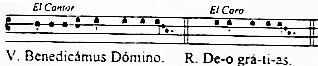 El Cantor El Coro
V. Benedicámus Dómino. R. De-o grá-ti-as.